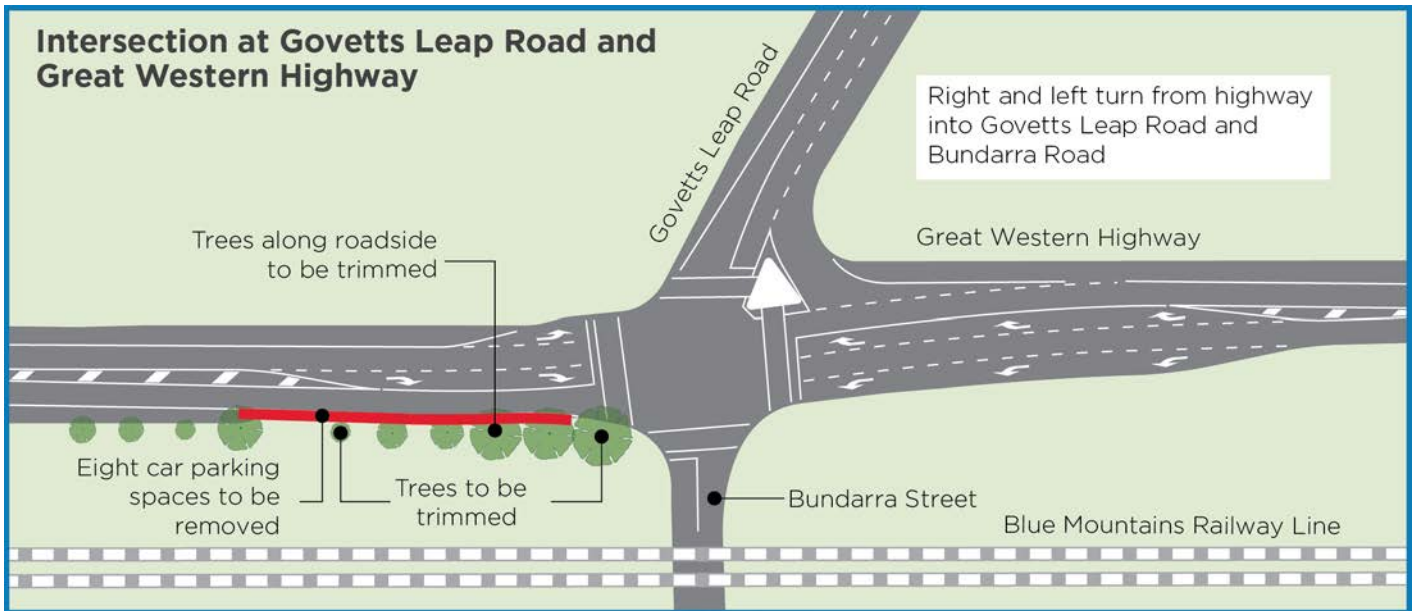 Intersection at Govetts Leap Road and
Great Western Highway
Govetts Leap Road
Right and left turn from highway
into Govetts Leap Road and
Bundarra Road
Great Western Highway
Trees along roadside
to be trimmed
Eight car parking
spaces to be
removed
Trees to be
trimmed
Bundarra Street
Blue Mountains Railway Line